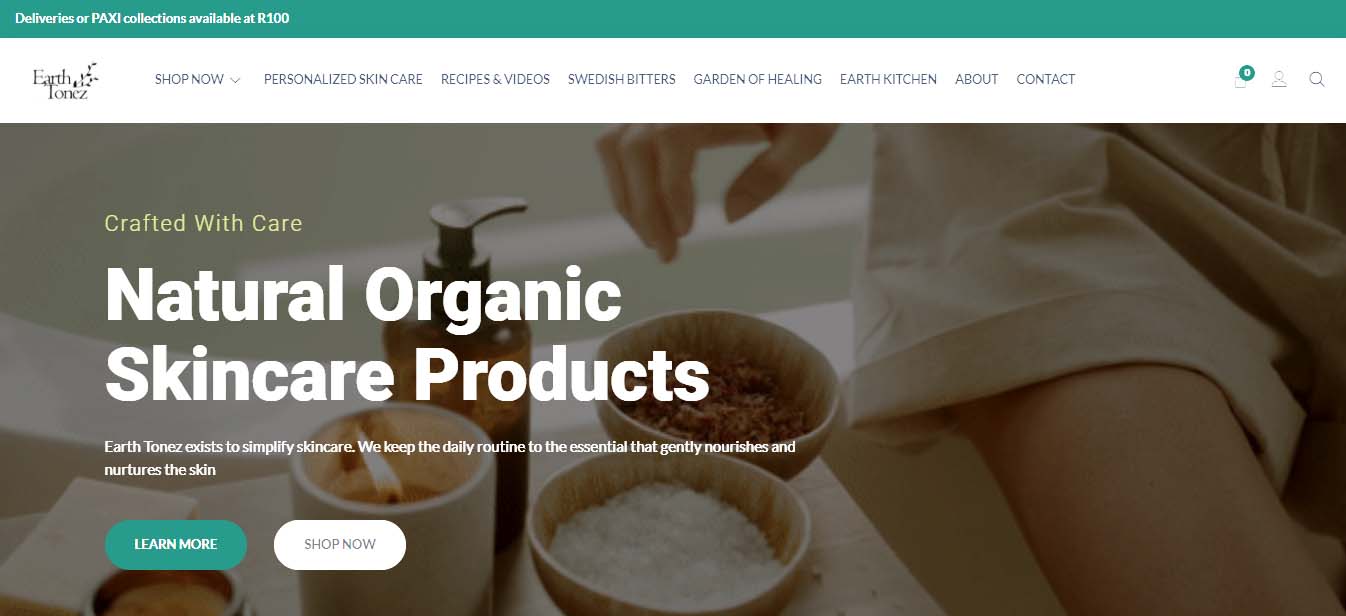 Deliveries or PAXI collections available at R100
Earth
Tonez
SHOP NOW
PERSONALIZED SKIN CARE
RECIPES & VIDEOS
SWEDISH BITTERS
GARDEN OF HEALING
EARTH KITCHEN
ABOUT
CONTACT
0
Crafted With Care
Natural Organic
Skincare Products
Earth Tonez exists to simplify skincare. We keep the daily routine to the essential that gently nourishes and
nurtures the skin
LEARN MORE
SHOP NOW